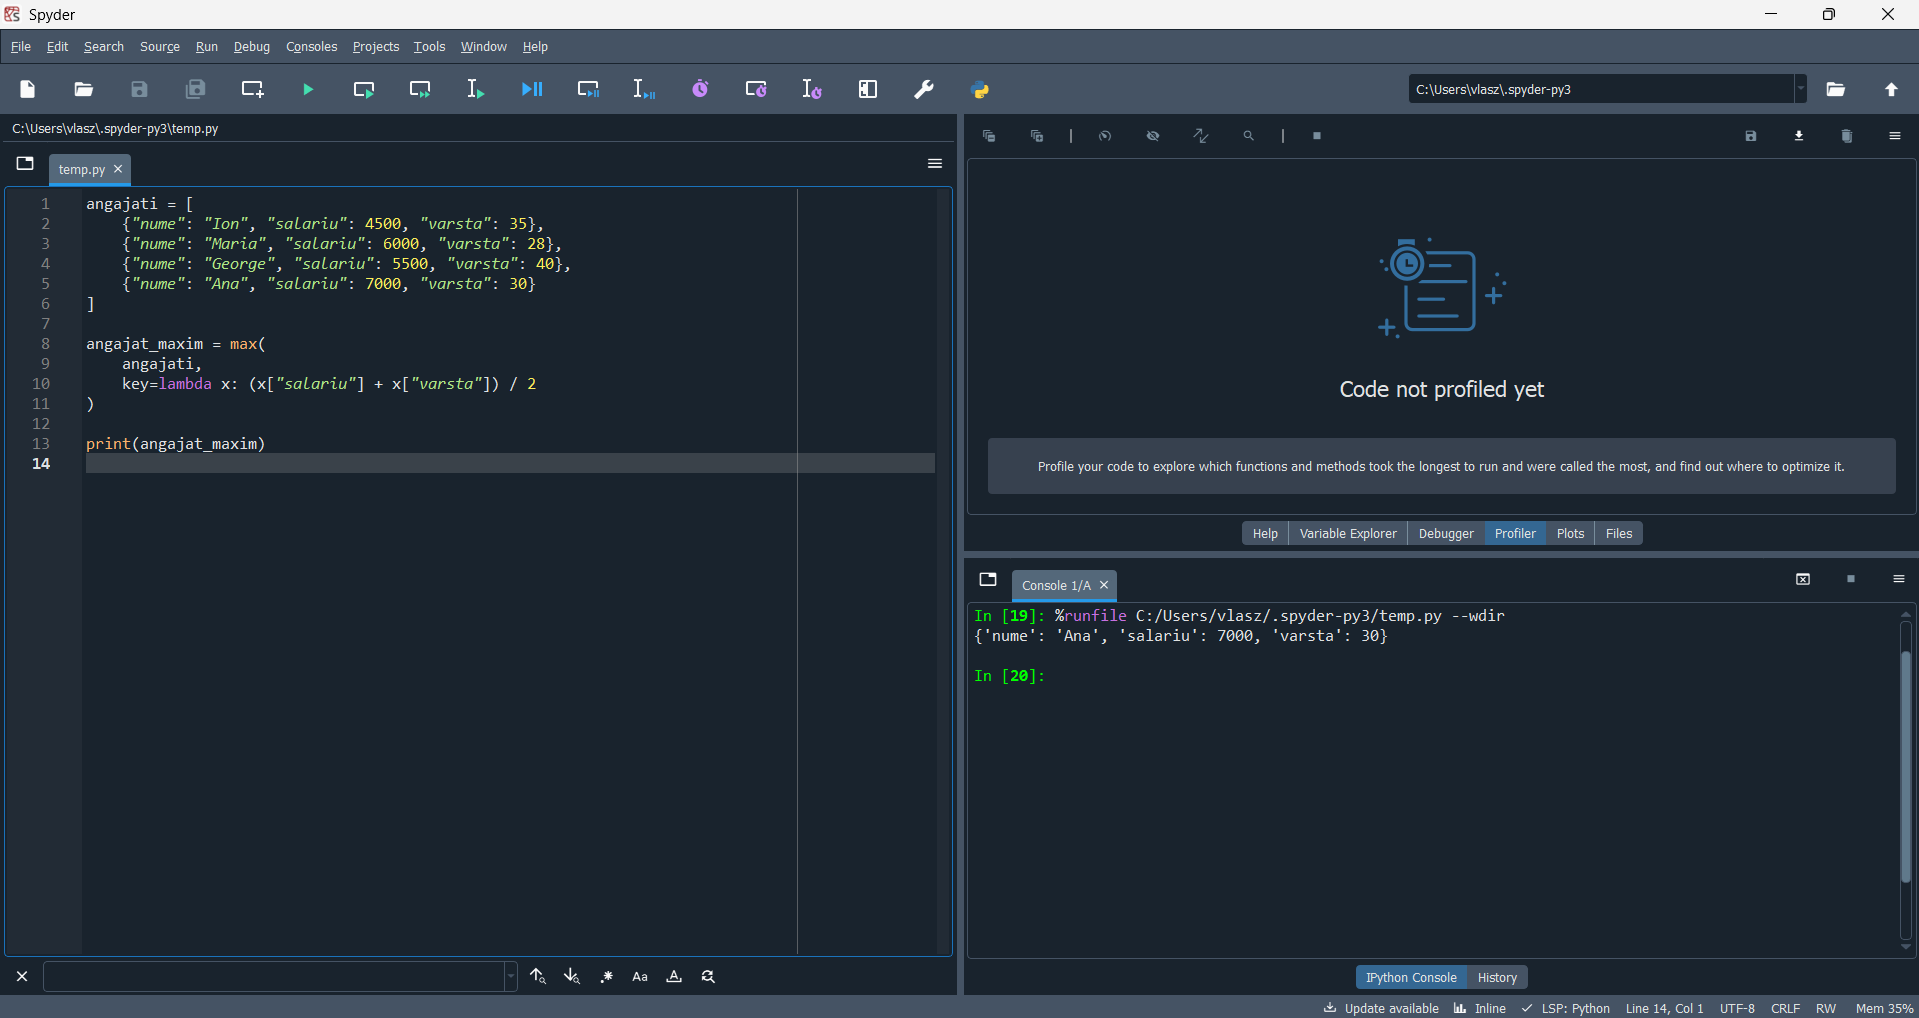 Spyder
File Edit Search Source Run Debug Consoles Projects Tools Window Help
C:\Users\vlasz\.spyder-py3
C:\Users\vlasz\.spyder-py3\temp.py
temp.py
1 angajati = [
2     {"nume": "Ion", "salariu": 4500, "varsta": 35},
3     {"nume": "Maria", "salariu": 6000, "varsta": 28},
4     {"nume": "George", "salariu": 5500, "varsta": 40},
5     {"nume": "Ana", "salariu": 7000, "varsta": 30}
6 ]
7
8 angajat_maxim = max(
9     angajati,
10     key=lambda x: (x["salariu"] + x["varsta"]) / 2
11 )
12
13 print(angajat_maxim)
14
Aa
Code not profiled yet
Profile your code to explore which functions and methods took the longest to run and were called the most, and find out where to optimize it.
Help Variable Explorer Debugger Profiler Plots Files
Console 1/A
In [19]: %runfile C:/Users/vlasz/.spyder-py3/temp.py --wdir
{'nume': 'Ana', 'salariu': 7000, 'varsta': 30}
In [20]:
IPython Console History
Update available Inline LSP: Python Line 14, Col 1 UTF-8 CRLF RW Mem 35%